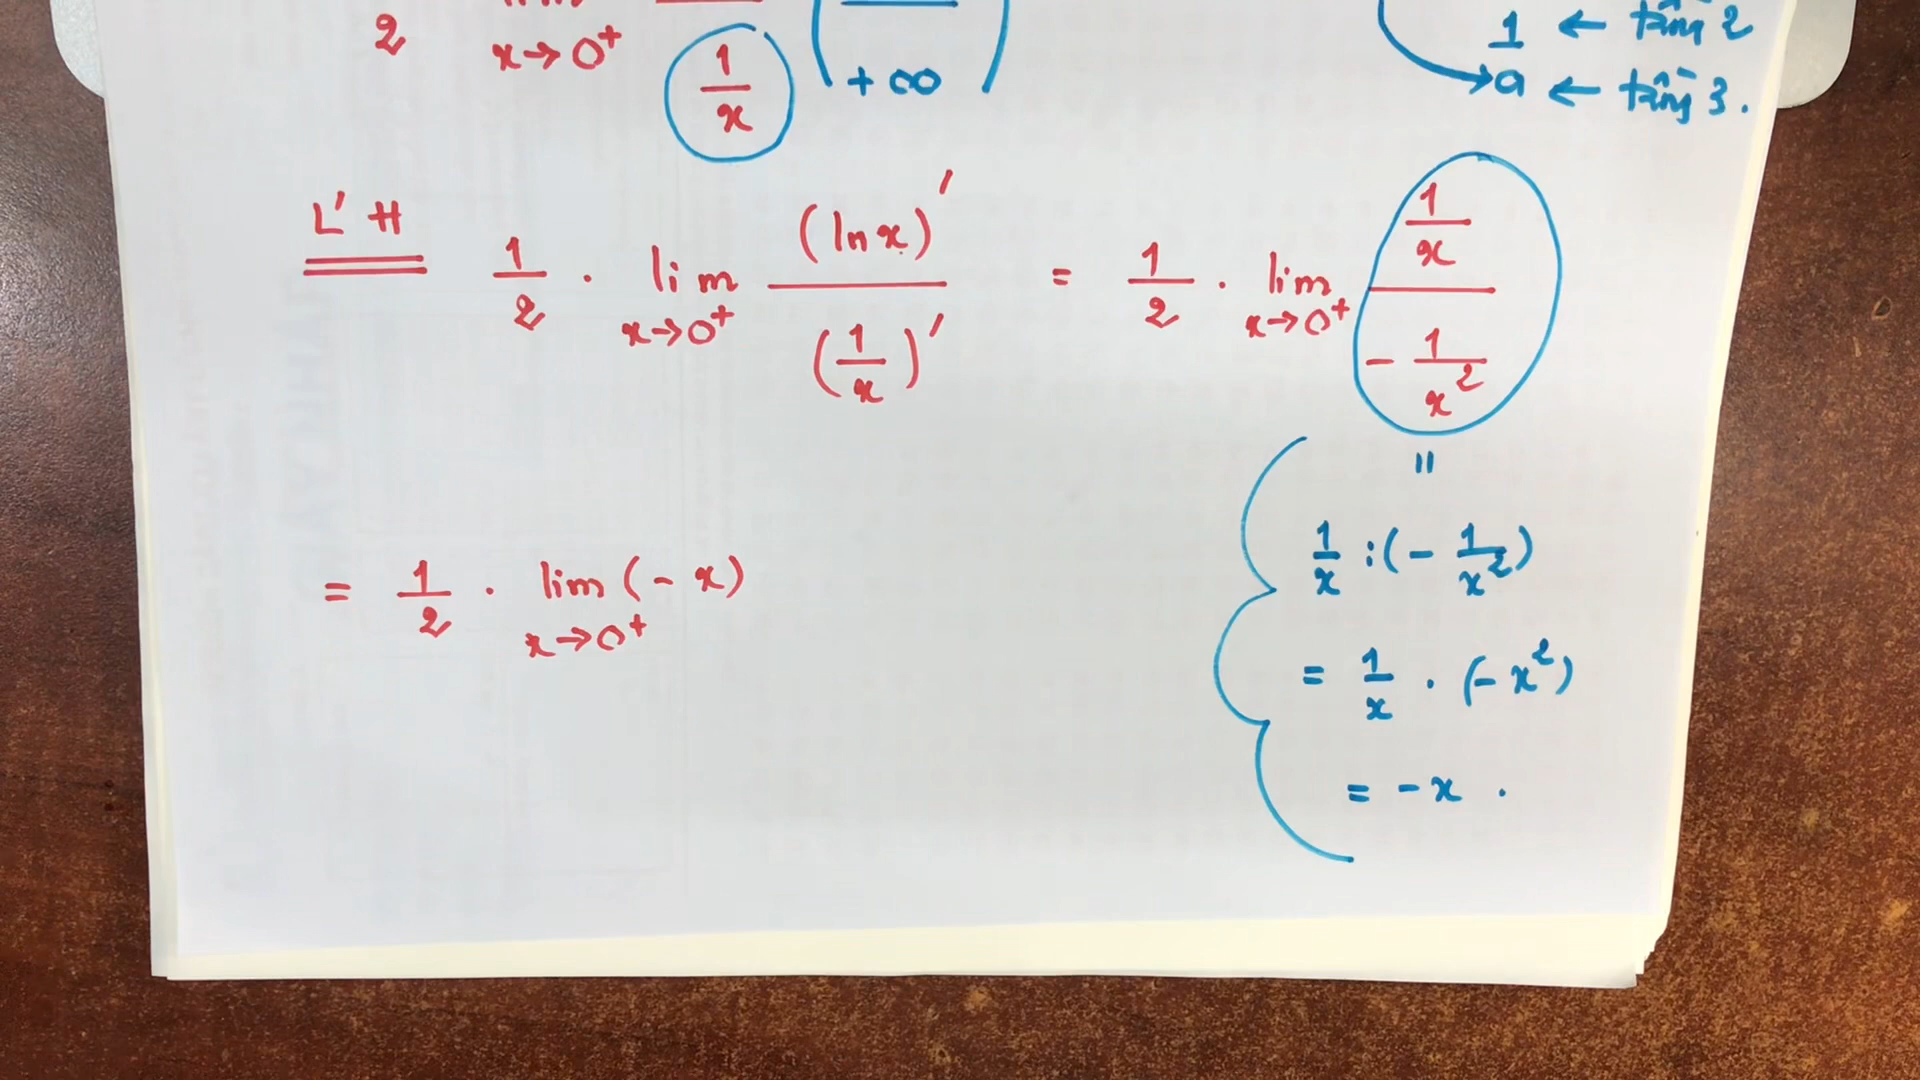 2 x→0⁺ 1/x ( +∞ ) 1 ← tầng 2
a ← tầng 3.
L'H = 1/2 · lim x→0⁺ (ln x)' / (1/x)' = 1/2 · lim x→0⁺ (1/x) / (- 1/x²)
=
1/x : (- 1/x²)
= 1/2 · lim x→0⁺ (- x)
= 1/x · (- x²)
= - x .